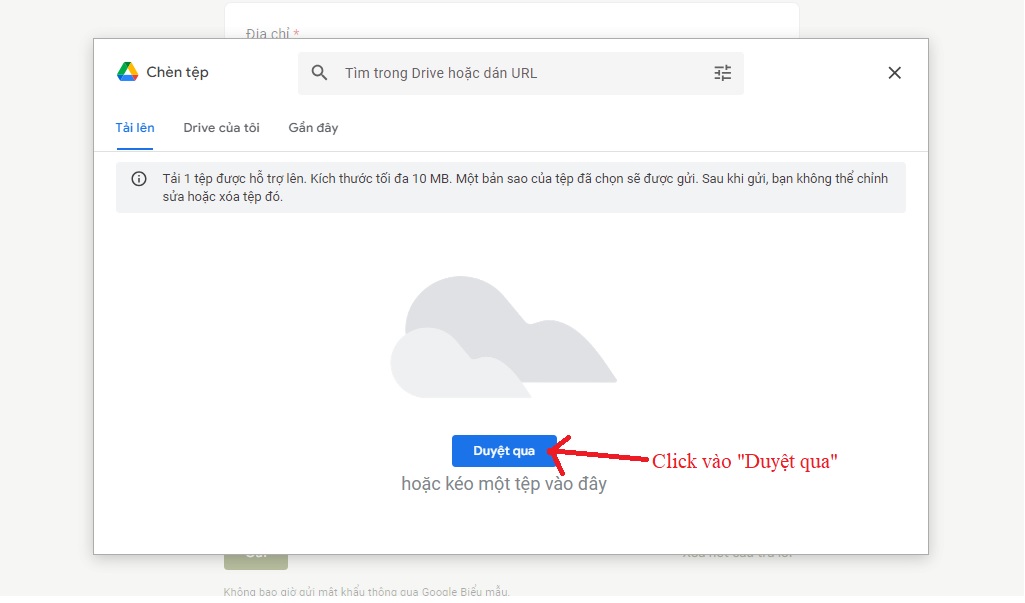 Địa chỉ *
Chèn tệp
Tìm trong Drive hoặc dán URL
Tải lên Drive của tôi Gần đây
Tải 1 tệp được hỗ trợ lên. Kích thước tối đa 10 MB. Một bản sao của tệp đã chọn sẽ được gửi. Sau khi gửi, bạn không thể chỉnh
sửa hoặc xóa tệp đó.
Duyệt qua
Click vào "Duyệt qua"
hoặc kéo một tệp vào đây
Không bao giờ gửi mật khẩu thông qua Google Biểu mẫu.